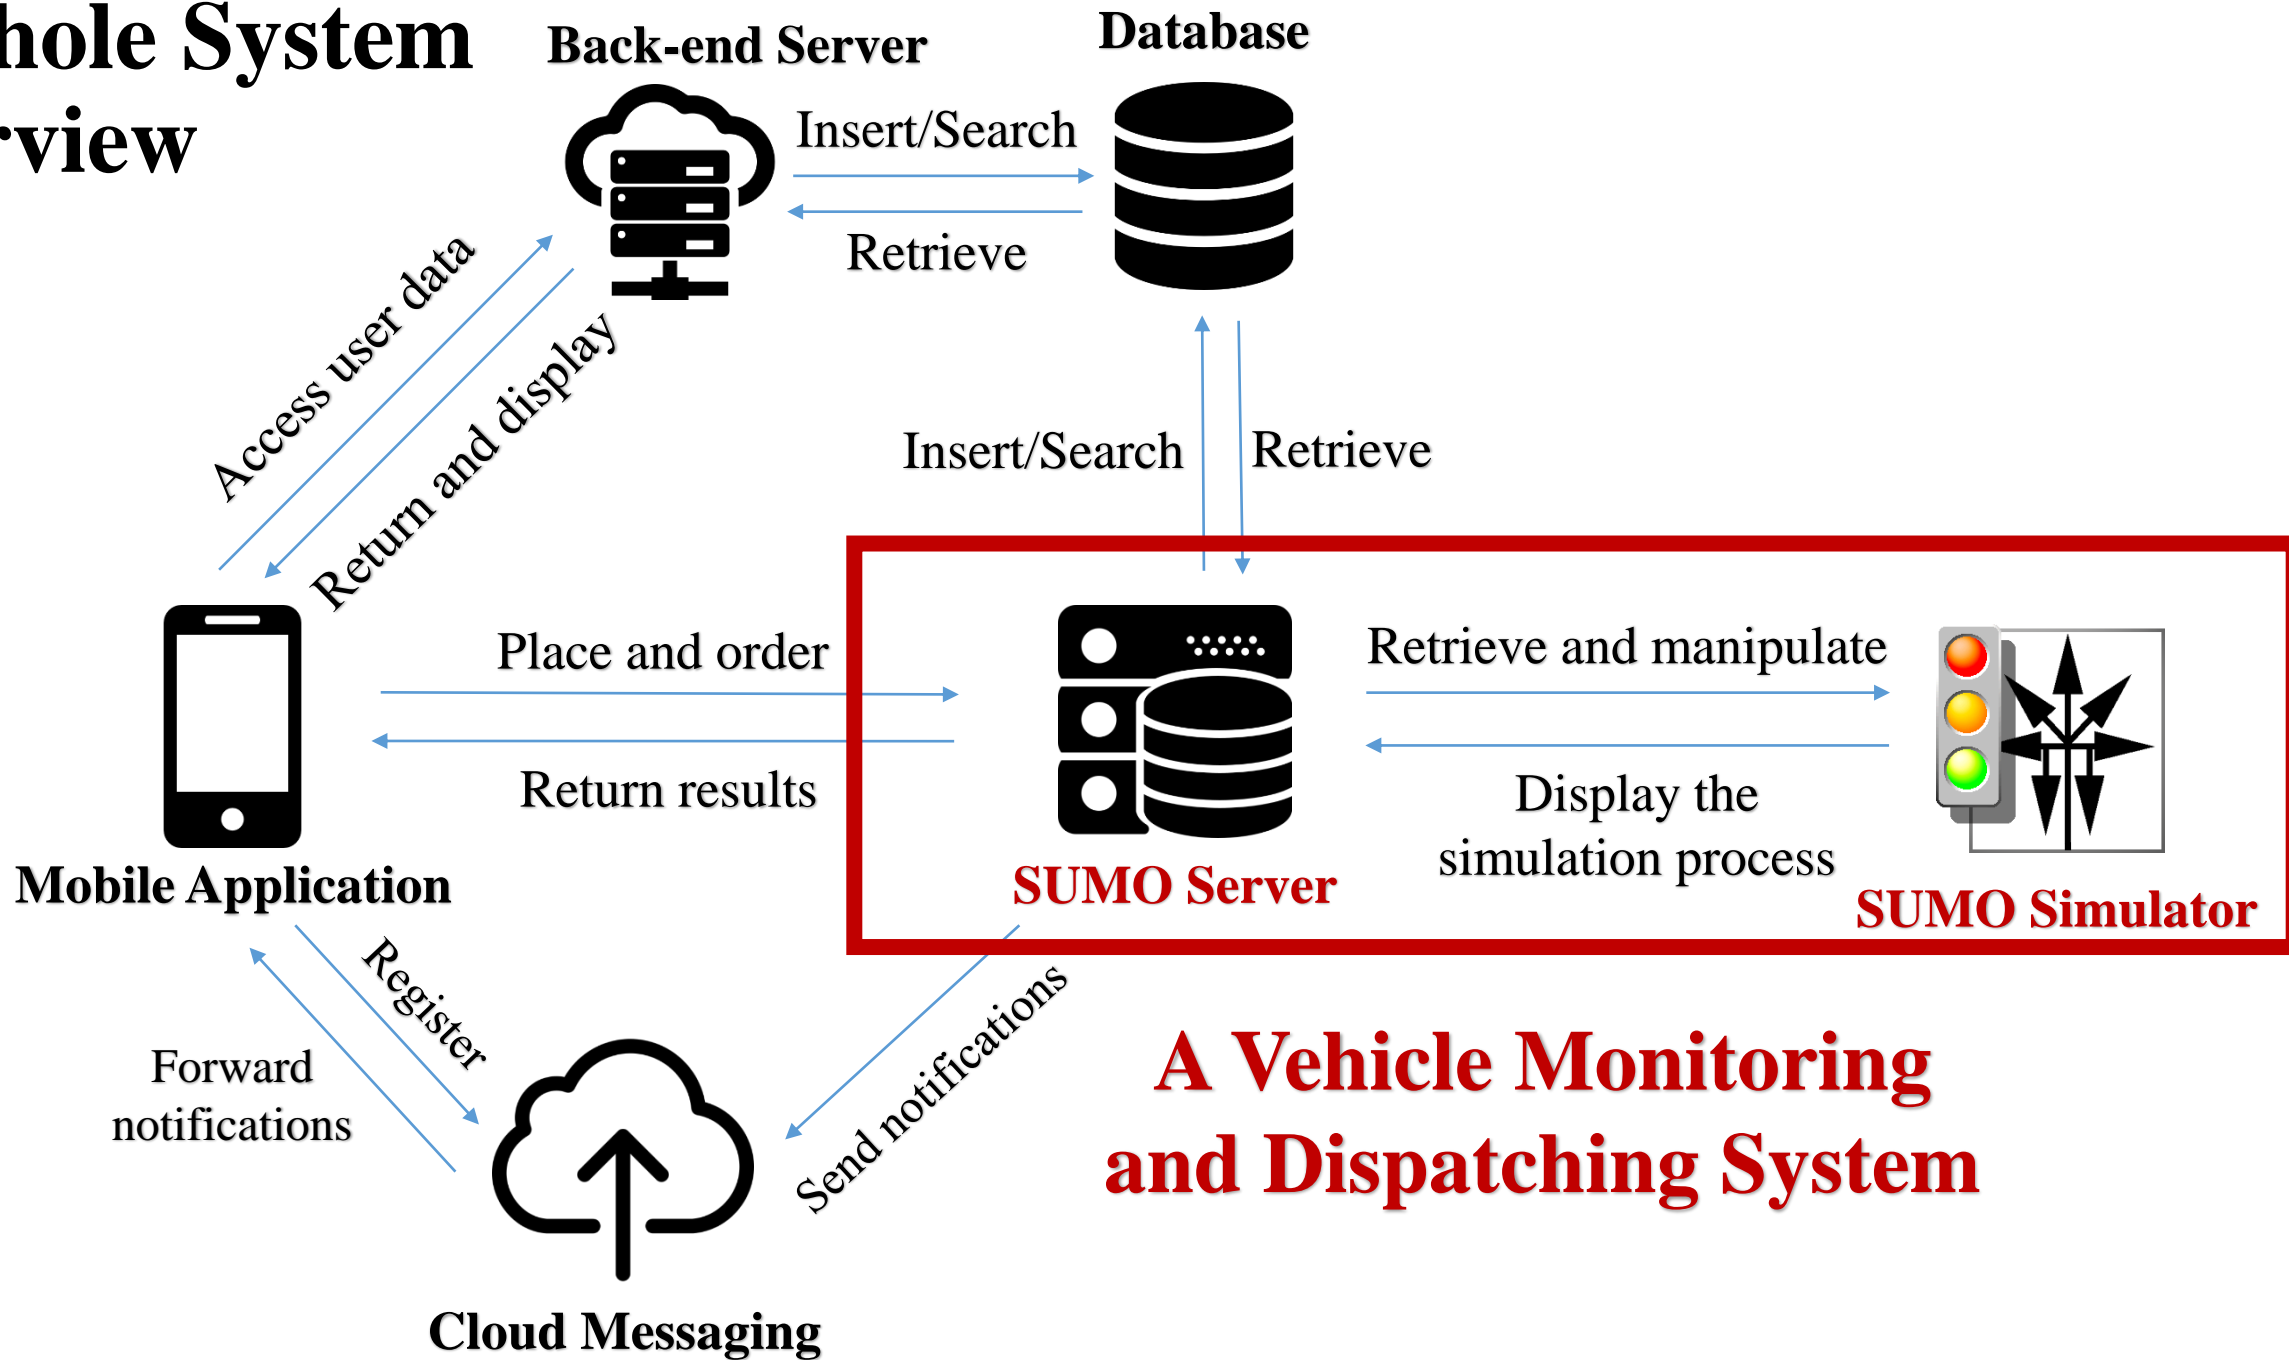 hole System
rview
Back-end Server
Database
Insert/Search
Retrieve
Access user data
Return and display
Insert/Search
Retrieve
Place and order
Return results
Retrieve and manipulate
Display the
simulation process
Mobile Application
SUMO Server
SUMO Simulator
Register
Forward
notifications
Send notifications
A Vehicle Monitoring
and Dispatching System
Cloud Messaging